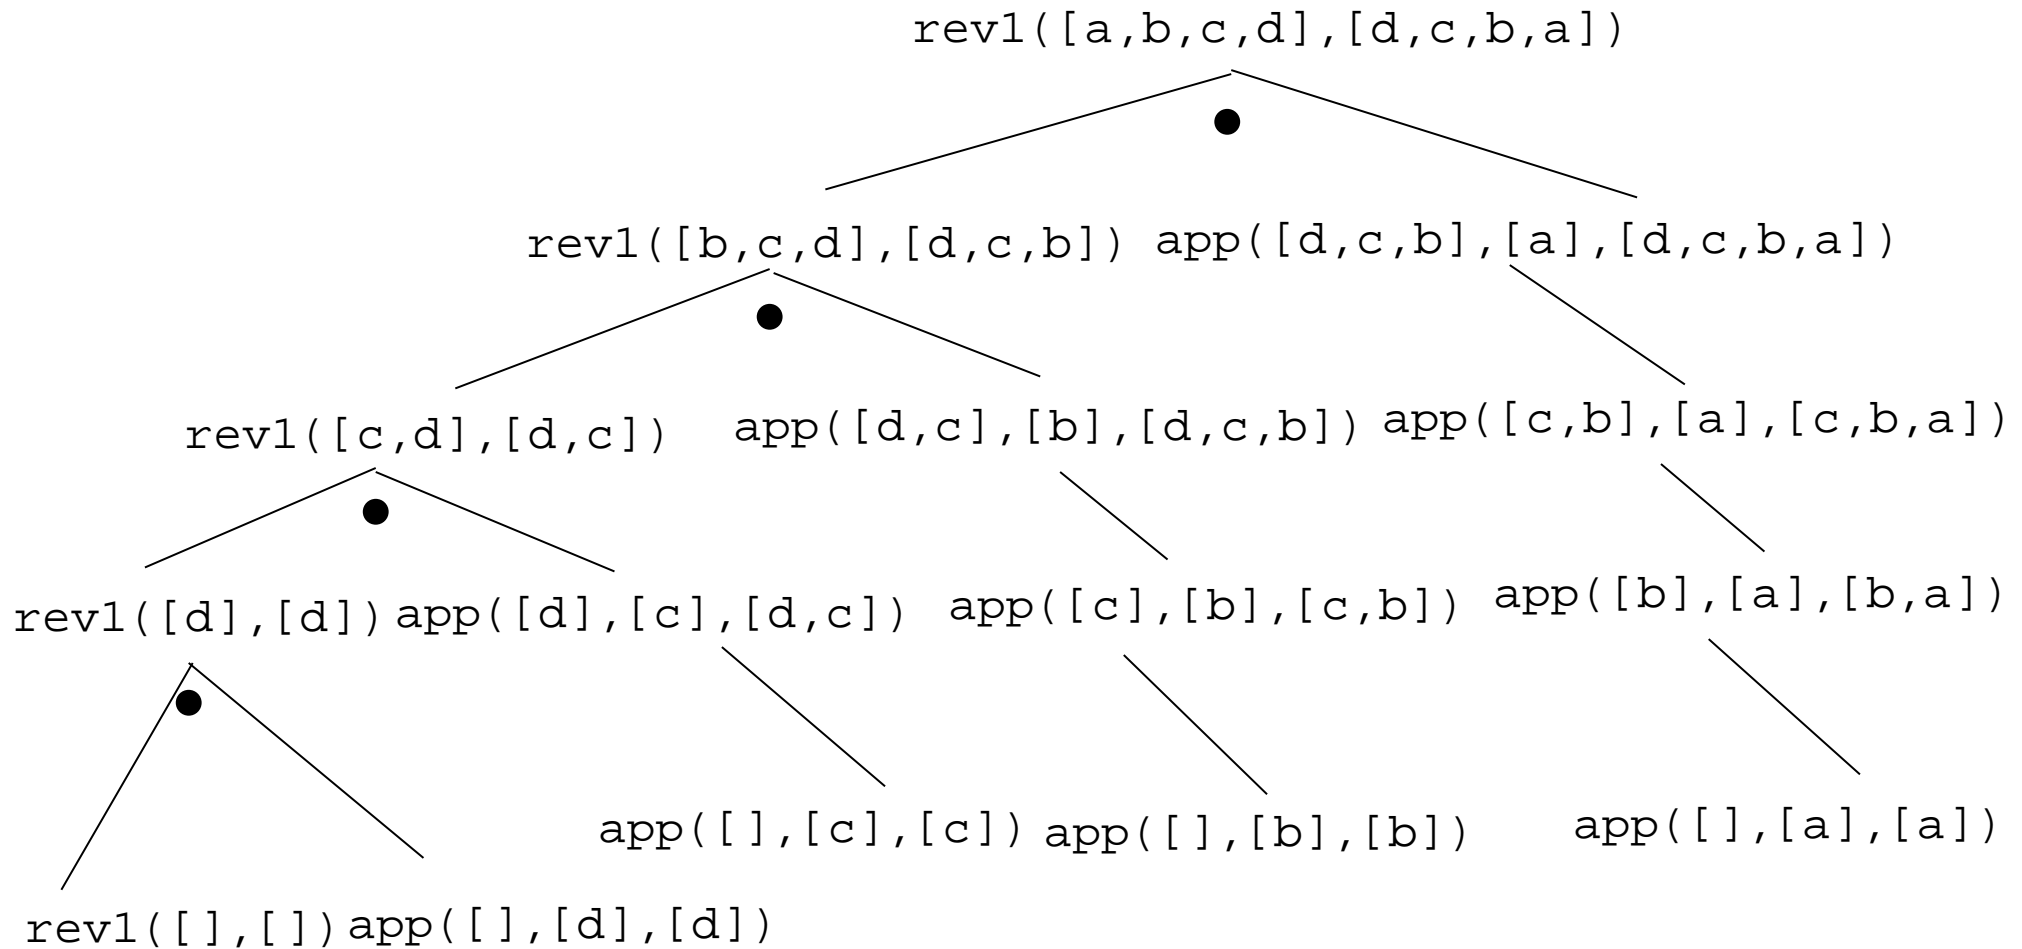 rev1([a,b,c,d],[d,c,b,a])
rev1([b,c,d],[d,c,b]) app([d,c,b],[a],[d,c,b,a])
rev1([c,d],[d,c]) app([d,c],[b],[d,c,b]) app([c,b],[a],[c,b,a])
rev1([d],[d]) app([d],[c],[d,c]) app([c],[b],[c,b]) app([b],[a],[b,a])
app([],[c],[c]) app([],[b],[b]) app([],[a],[a])
rev1([],[]) app([],[d],[d])